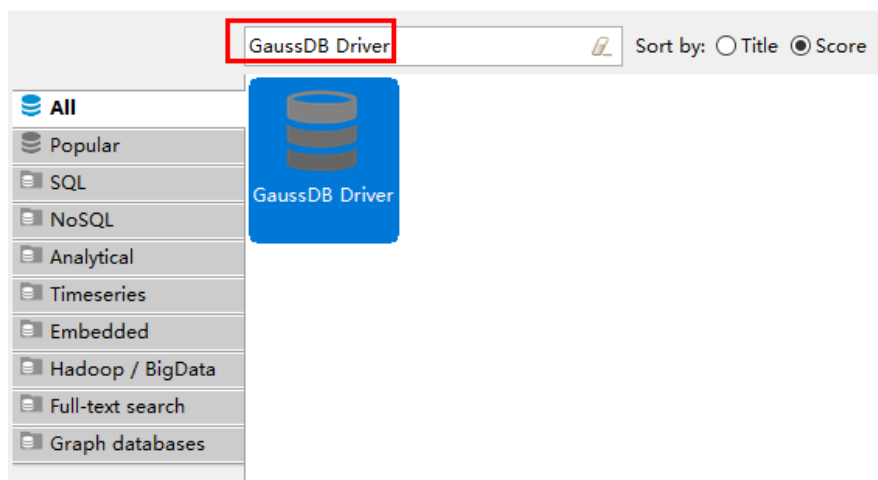 GaussDB Driver
Sort by: Title Score
All
Popular
SQL
NoSQL
Analytical
Timeseries
Embedded
Hadoop / BigData
Full-text search
Graph databases
GaussDB Driver